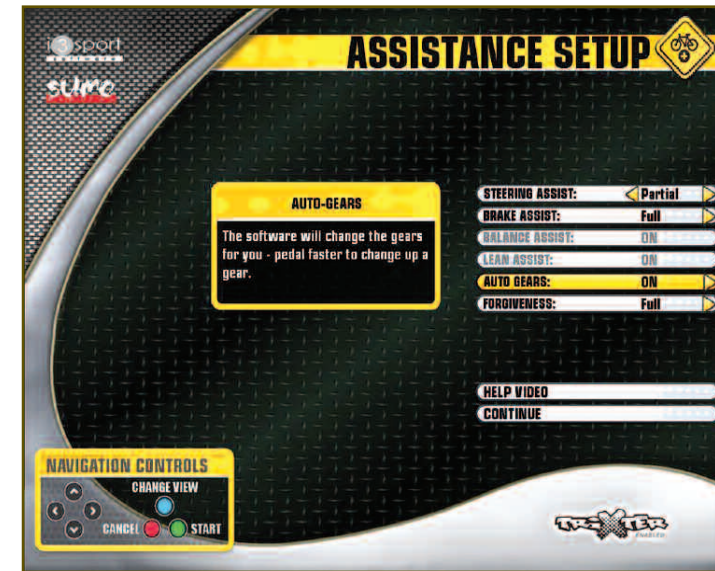 i3sport
software
ASSISTANCE SETUP
sumo
AUTO-GEARS
The software will change the gears
for you - pedal faster to change up a
gear.
STEERING ASSIST: Partial
BRAKE ASSIST: Full
BALANCE ASSIST: ON
LEAN ASSIST: ON
AUTO GEARS: ON
FORGIVENESS: Full
HELP VIDEO
CONTINUE
NAVIGATION CONTROLS
CHANGE VIEW
CANCEL START
TRIXTER
ENABLED